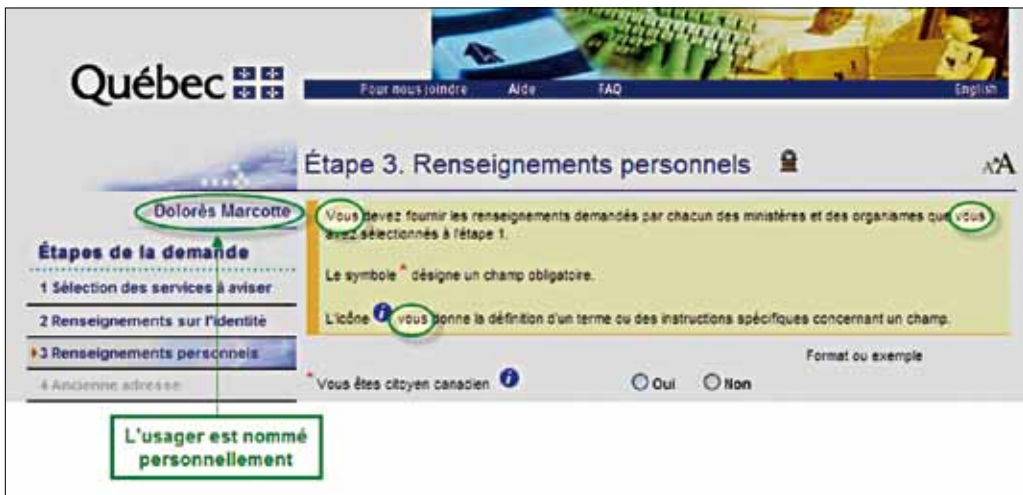 Québec
Pour nous joindre Aide FAQ English
Étape 3. Renseignements personnels
AA
Dolorès Marcotte
Vous devez fournir les renseignements demandés par chacun des ministères et des organismes que vous
avez sélectionnés à l'étape 1.
Le symbole * désigne un champ obligatoire.
L'icône i vous donne la définition d'un terme ou des instructions spécifiques concernant un champ.
Étapes de la demande
1 Sélection des services à aviser
2 Renseignements sur l'identité
3 Renseignements personnels
4 Ancienne adresse
Format ou exemple
* Vous êtes citoyen canadien i Oui Non
L'usager est nommé
personnellement